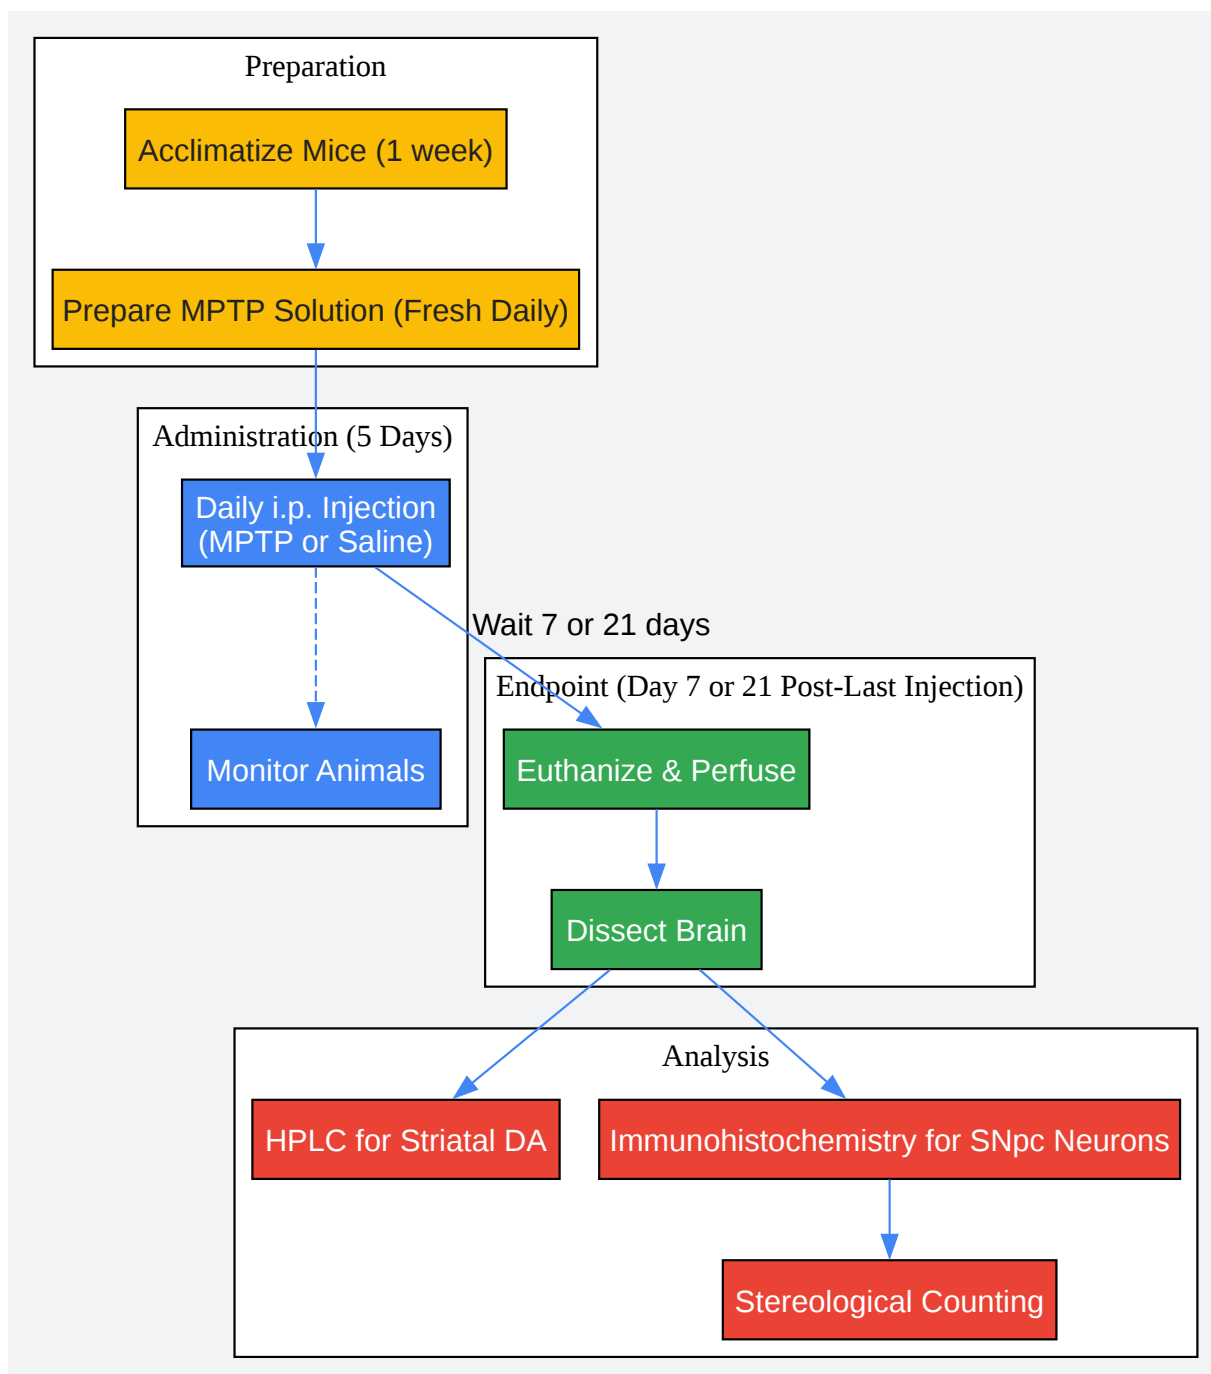 Preparation
Acclimatize Mice (1 week)
Prepare MPTP Solution (Fresh Daily)
Administration (5 Days)
Daily i.p. Injection
(MPTP or Saline)
Wait 7 or 21 days
Monitor Animals
Endpoint (Day 7 or 21 Post-Last Injection)
Euthanize & Perfuse
Dissect Brain
Analysis
HPLC for Striatal DA
Immunohistochemistry for SNpc Neurons
Stereological Counting